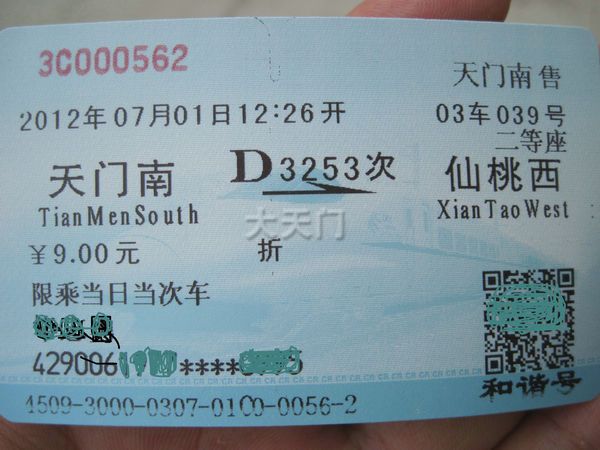 3C000562
天门南 售
2012年07月01日12:26开
03车 039号
二等座
天门南
D3253次
仙桃西
TianMenSouth
XianTaoWest
大天门
￥9.00元
折
限乘当日当次车
429006 ****
和谐号
4509-3000-0307-01C0-0056-2